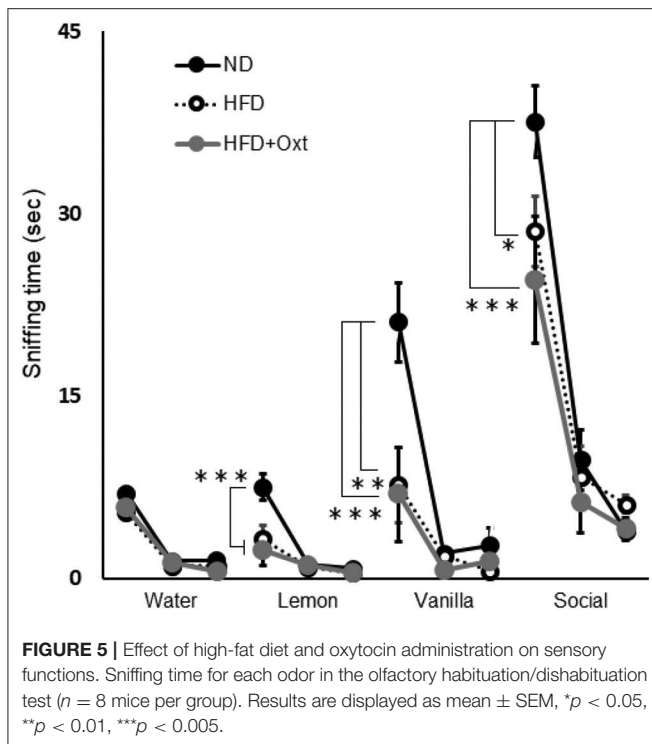 45
30
15
0
Sniffing time (sec)
ND
HFD
HFD+Oxt
***
**
***
*
***
Water Lemon Vanilla Social
FIGURE 5 | Effect of high-fat diet and oxytocin administration on sensory
functions. Sniffing time for each odor in the olfactory habituation/dishabituation
test (n = 8 mice per group). Results are displayed as mean ± SEM, *p < 0.05,
**p < 0.01, ***p < 0.005.